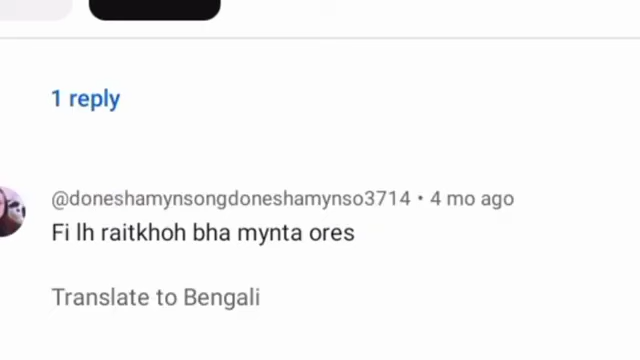 1 reply
@doneshamynsongdoneshamynso3714 • 4 mo ago
Fi lh raitkhoh bha mynta ores
Translate to Bengali